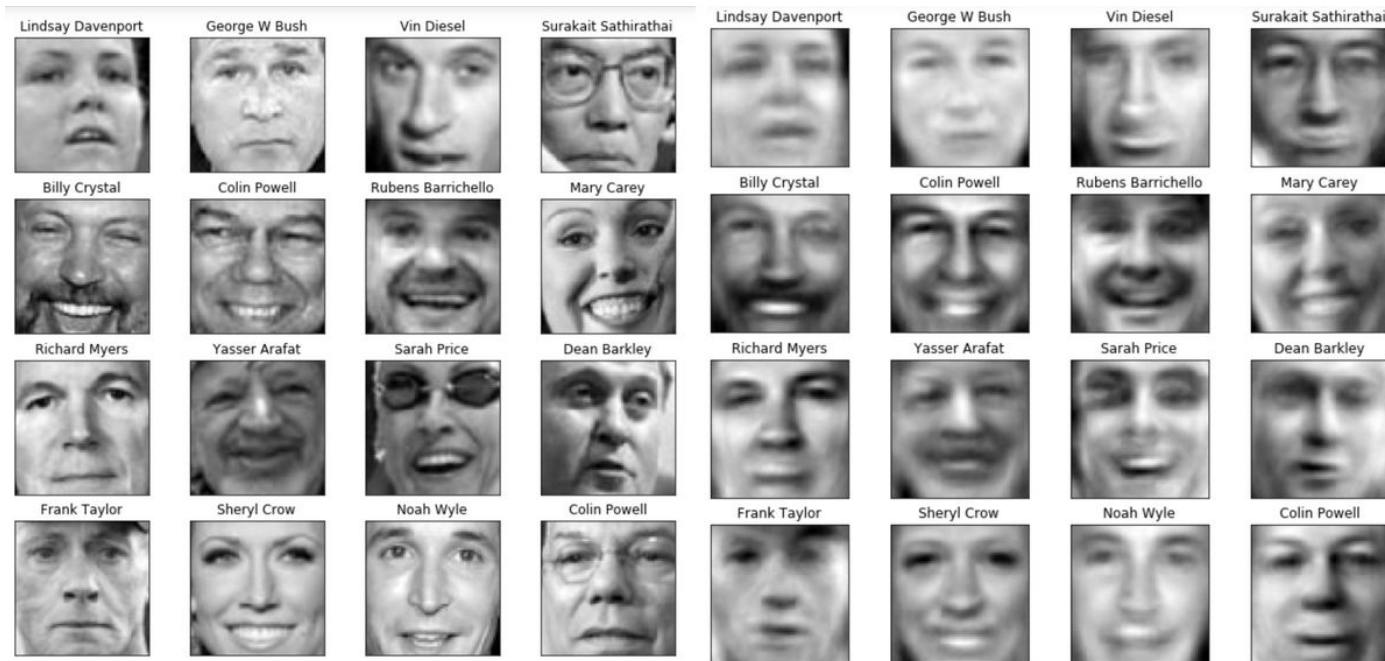 Lindsay Davenport George W Bush Vin Diesel Surakait Sathirathai
Billy Crystal Colin Powell Rubens Barrichello Mary Carey
Richard Myers Yasser Arafat Sarah Price Dean Barkley
Frank Taylor Sheryl Crow Noah Wyle Colin Powell
Lindsay Davenport George W Bush Vin Diesel Surakait Sathirathai
Billy Crystal Colin Powell Rubens Barrichello Mary Carey
Richard Myers Yasser Arafat Sarah Price Dean Barkley
Frank Taylor Sheryl Crow Noah Wyle Colin Powell